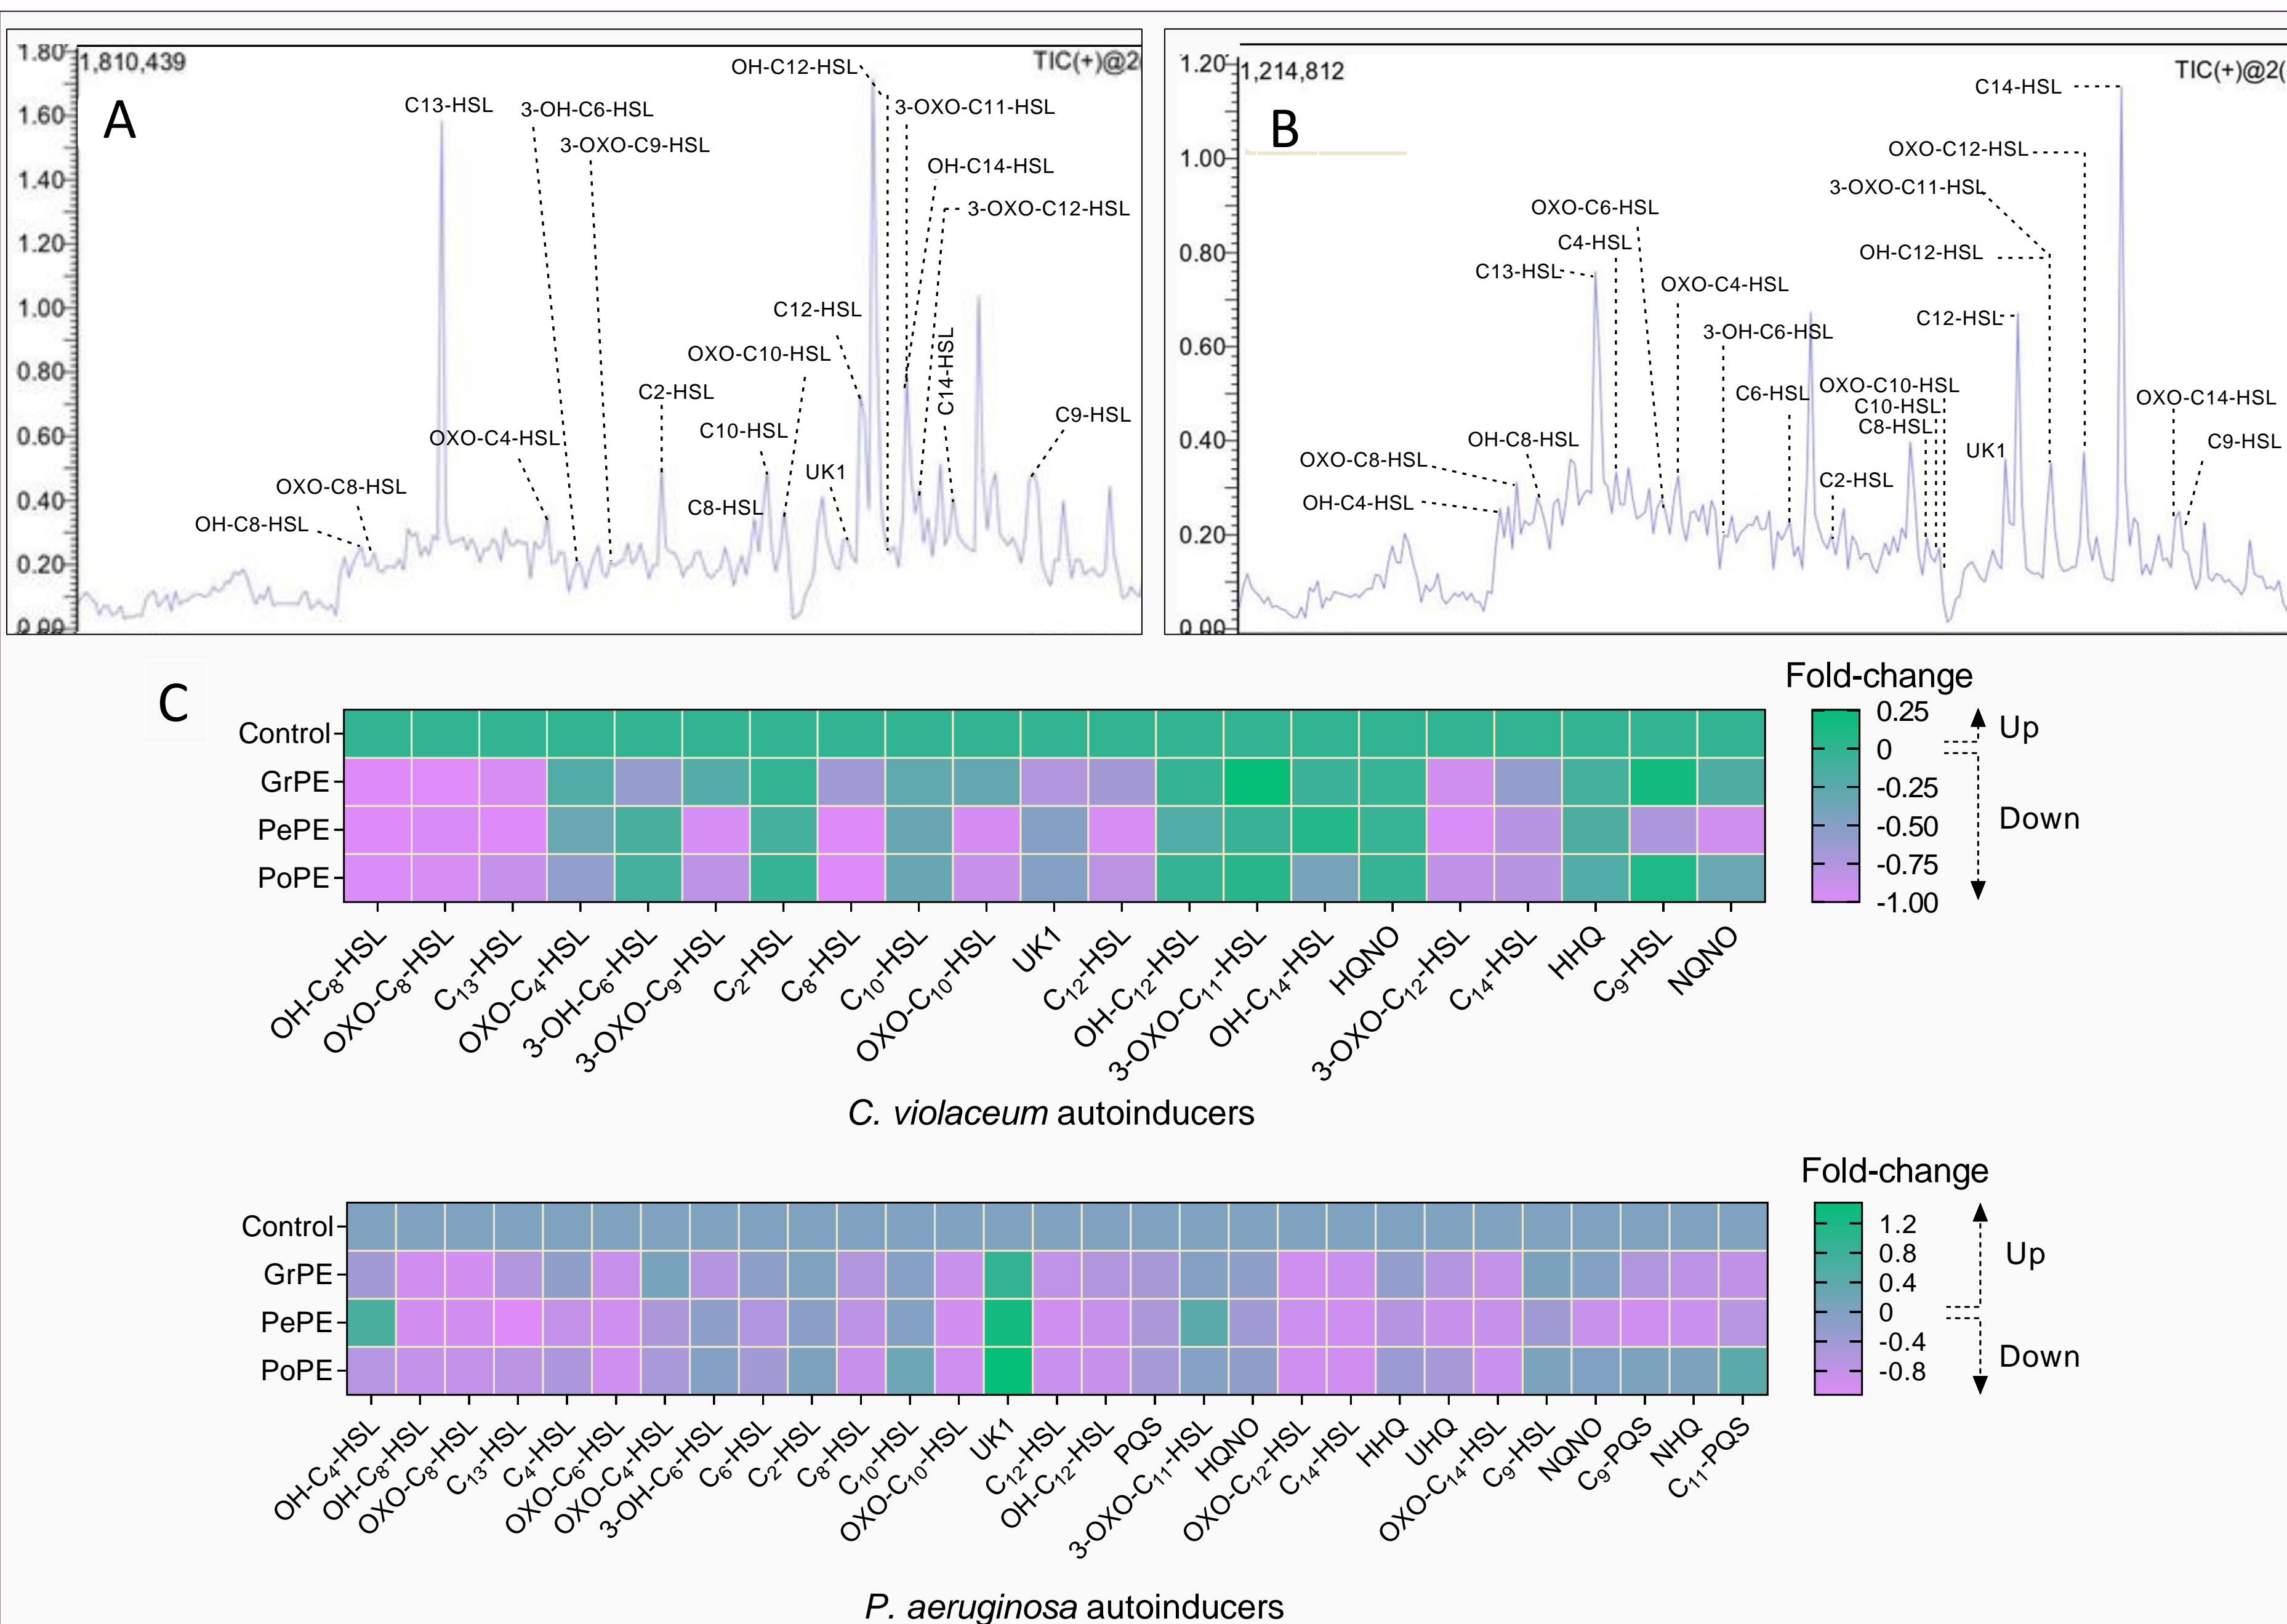 1,810,439
TIC(+)@2
A
1.80
1.60
1.40
1.20
1.00
0.80
0.60
0.40
0.20
0.00
OH-C12-HSL
C13-HSL
3-OH-C6-HSL
3-OXO-C11-HSL
3-OXO-C9-HSL
OH-C14-HSL
3-OXO-C12-HSL
C12-HSL
OXO-C10-HSL
C14-HSL
C2-HSL
C9-HSL
C10-HSL
OXO-C4-HSL
UK1
OXO-C8-HSL
C8-HSL
OH-C8-HSL
1,214,812
TIC(+)@2(
B
1.20
1.00
0.80
0.60
0.40
0.20
0.00
C14-HSL
OXO-C12-HSL
3-OXO-C11-HSL
OXO-C6-HSL
C4-HSL
OH-C12-HSL
C13-HSL
OXO-C4-HSL
C12-HSL
3-OH-C6-HSL
OXO-C10-HSL
C6-HSL
OXO-C14-HSL
C10-HSL
C8-HSL
OH-C8-HSL
C9-HSL
UK1
OXO-C8-HSL
C2-HSL
OH-C4-HSL
C
Control
GrPE
PePE
PoPE
Fold-change
0.25
0
-0.25
-0.50
-0.75
-1.00
Up
Down
OH-C8-HSL
OXO-C8-HSL
C13-HSL
OXO-C4-HSL
3-OH-C6-HSL
3-OXO-C9-HSL
C2-HSL
C8-HSL
C10-HSL
OXO-C10-HSL
UK1
C12-HSL
OH-C12-HSL
3-OXO-C11-HSL
OH-C14-HSL
HQNO
3-OXO-C12-HSL
C14-HSL
HHQ
C9-HSL
NQNO
C. violaceum autoinducers
Control
GrPE
PePE
PoPE
Fold-change
1.2
0.8
0.4
0
-0.4
-0.8
Up
Down
OH-C4-HSL
OH-C8-HSL
OXO-C8-HSL
C13-HSL
C4-HSL
OXO-C6-HSL
OXO-C4-HSL
3-OH-C6-HSL
C6-HSL
C2-HSL
C8-HSL
C10-HSL
OXO-C10-HSL
UK1
C12-HSL
OH-C12-HSL
PQS
3-OXO-C11-HSL
HQNO
OXO-C12-HSL
C14-HSL
HHQ
UHQ
OXO-C14-HSL
C9-HSL
NQNO
C9-PQS
NHQ
C11-PQS
P. aeruginosa autoinducers